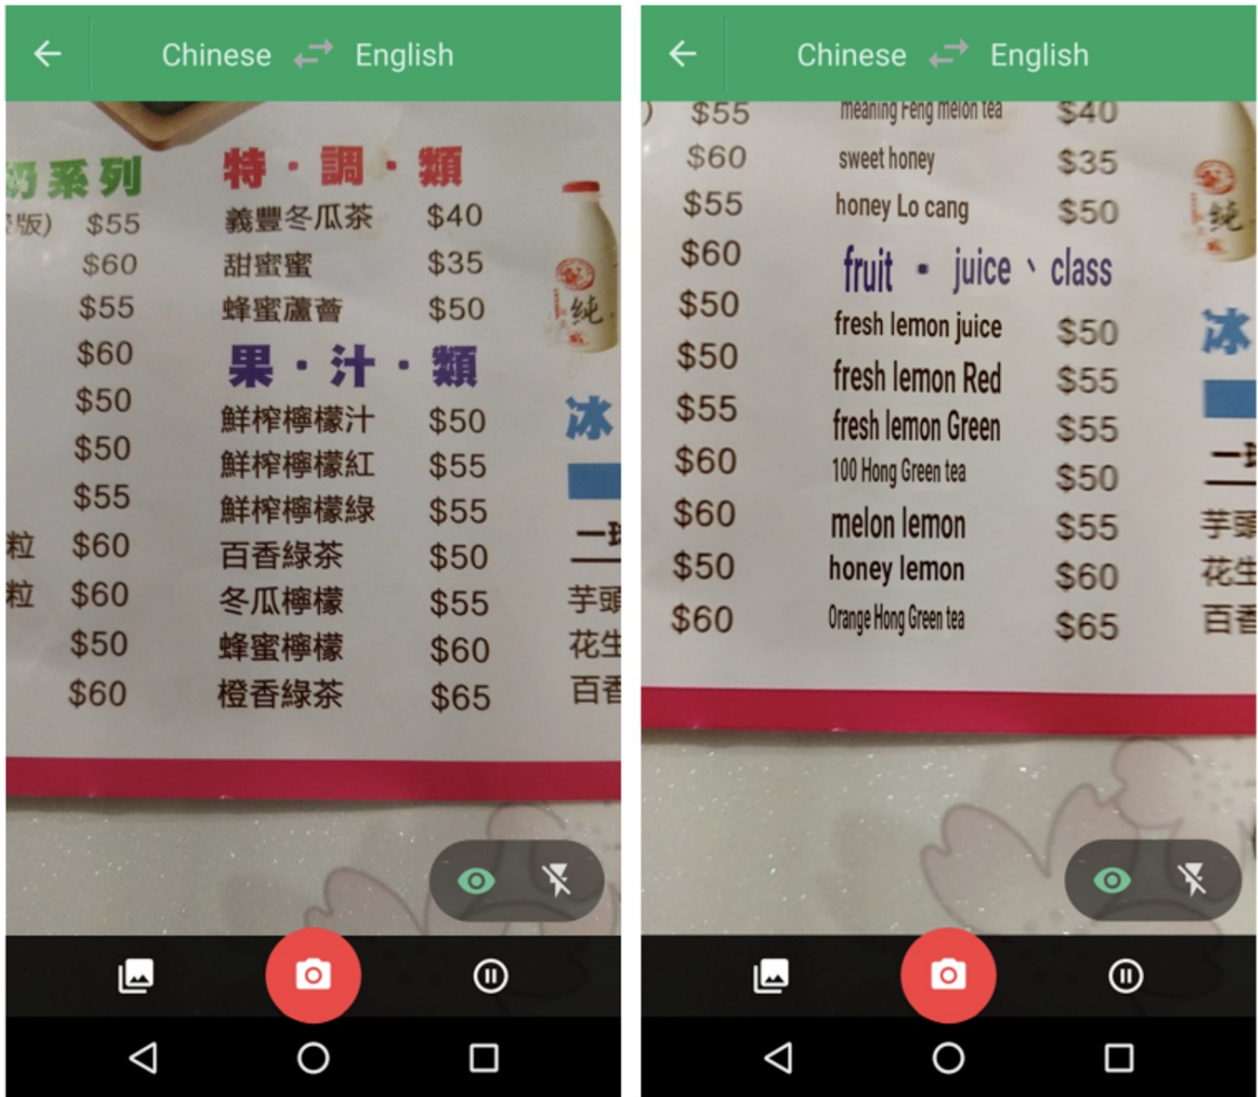 Chinese English
奶系列 特・調・類
版) $55 義豐冬瓜茶 $40
$60 甜蜜蜜 $35
$55 蜂蜜蘆薈 $50
$60 果・汁・類
$50 鮮榨檸檬汁 $50
$50 鮮榨檸檬紅 $55
$55 鮮榨檸檬綠 $55
粒 $60 百香綠茶 $50
粒 $60 冬瓜檸檬 $55
$50 蜂蜜檸檬 $60
$60 橙香綠茶 $65
純
冰
芋頭
花生
百香
Chinese English
) $55 meaning Feng melon tea $40
$60 sweet honey $35
$55 honey Lo cang $50
$60 fruit ・ juice 、 class
$50 fresh lemon juice $50
$50 fresh lemon Red $55
$55 fresh lemon Green $55
$60 100 Hong Green tea $50
$60 melon lemon $55
$50 honey lemon $60
$60 Orange Hong Green tea $65
純
冰
芋頭
花生
百香